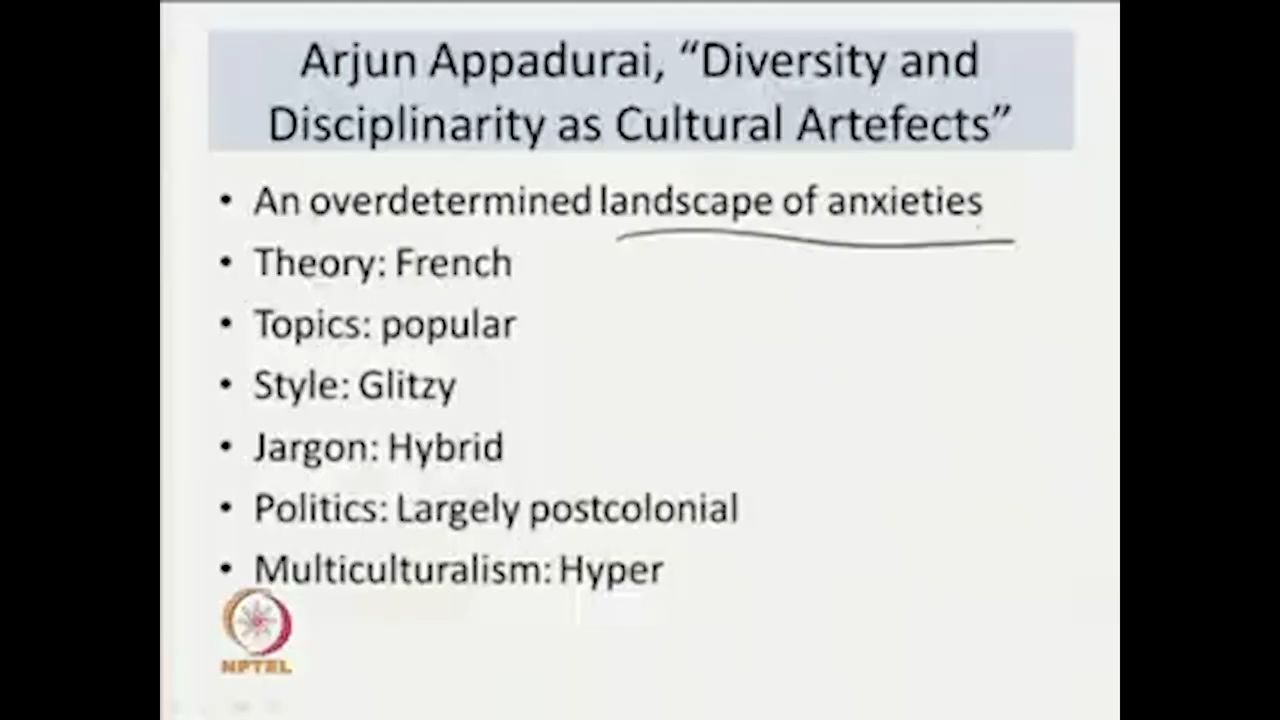 Arjun Appadurai, “Diversity and
Disciplinarity as Cultural Artefects”
• An overdetermined landscape of anxieties
• Theory: French
• Topics: popular
• Style: Glitzy
• Jargon: Hybrid
• Politics: Largely postcolonial
• Multiculturalism: Hyper
NPTEL